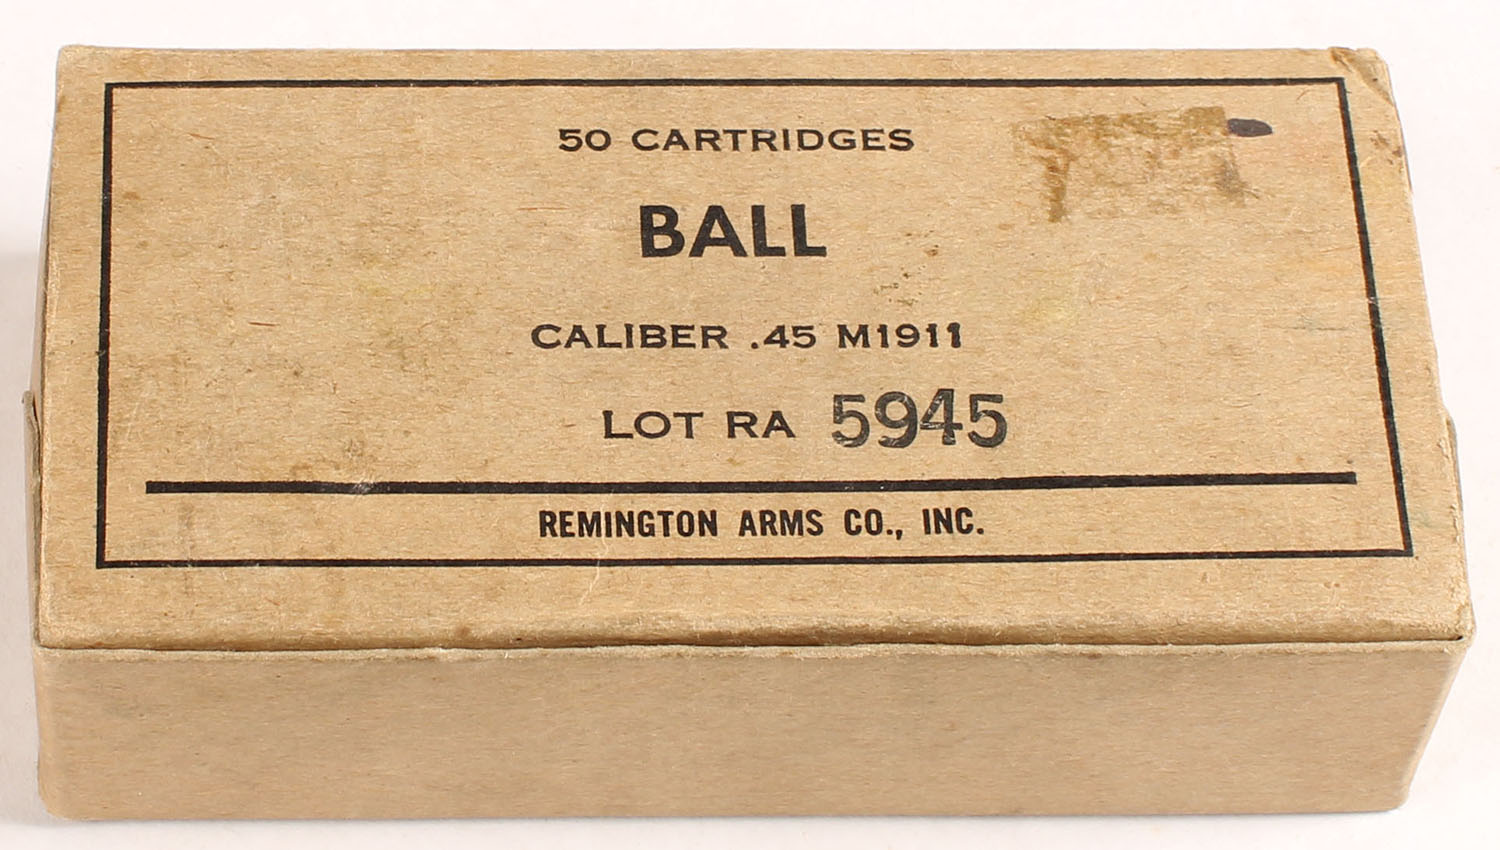 50 CARTRIDGES
BALL
CALIBER .45 M1911
LOT RA 5945
REMINGTON ARMS CO., INC.